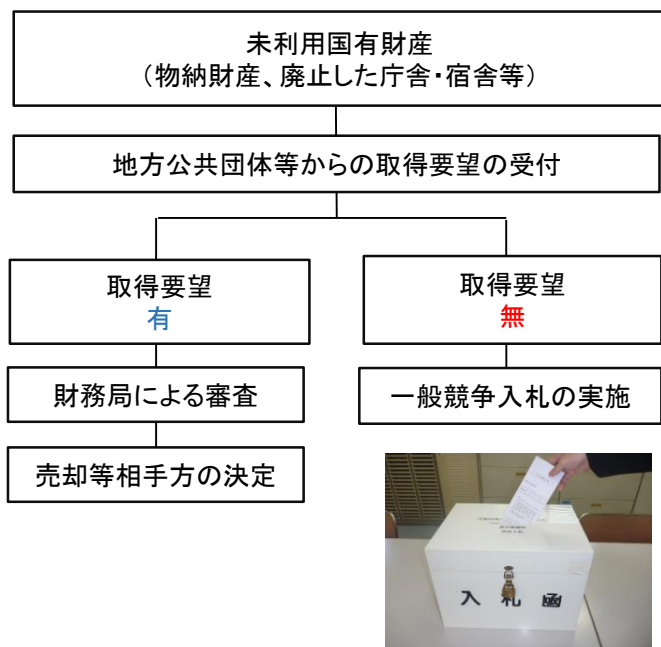 未利用国有財産
（物納財産、廃止した庁舎・宿舎等）
地方公共団体等からの取得要望の受付
取得要望
有
取得要望
無
財務局による審査
一般競争入札の実施
売却等相手方の決定
入札函